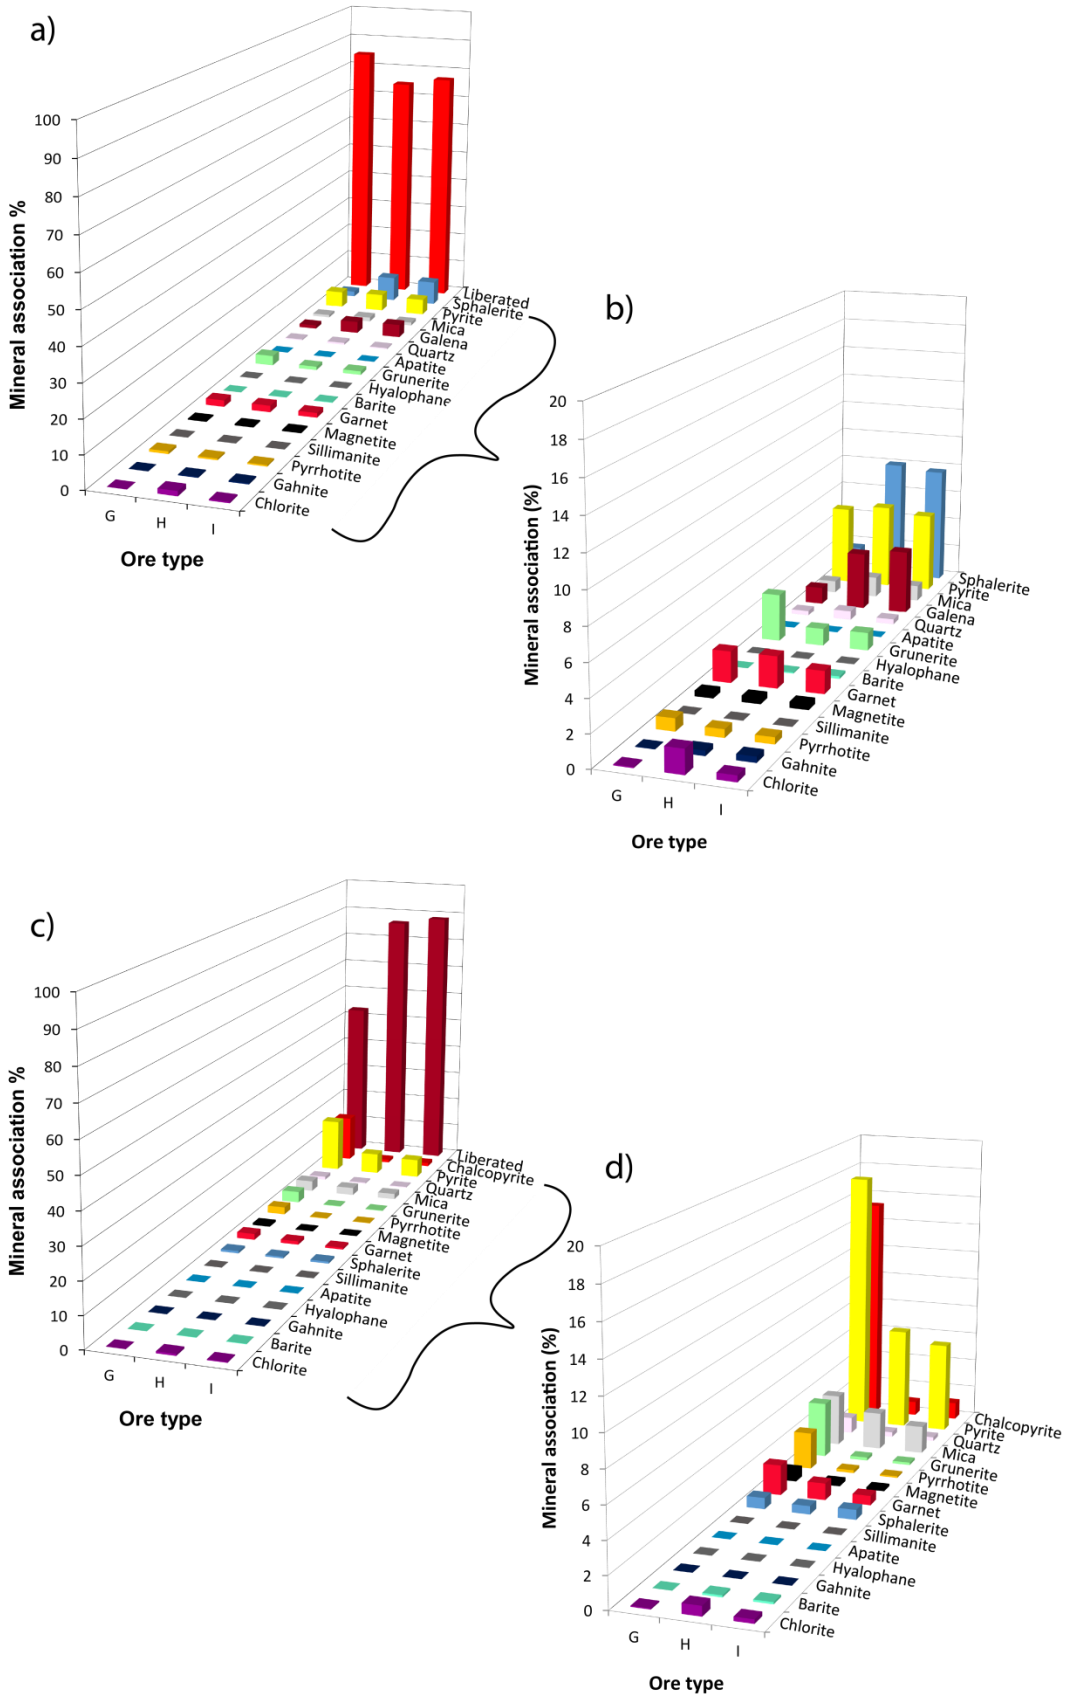 a)
Mineral association %
100
90
80
70
60
50
40
30
20
10
0
Liberated
Sphalerite
Pyrite
Mica
Galena
Quartz
Apatite
Grunerite
Hyalophane
Barite
Garnet
Magnetite
Sillimanite
Pyrrhotite
Gahnite
Chlorite
G H I
Ore type
b)
Mineral association (%)
20
18
16
14
12
10
8
6
4
2
0
Sphalerite
Pyrite
Mica
Galena
Quartz
Apatite
Grunerite
Hyalophane
Barite
Garnet
Magnetite
Sillimanite
Pyrrhotite
Gahnite
Chlorite
G H I
Ore type
c)
Mineral association %
100
90
80
70
60
50
40
30
20
10
0
Liberated
Chalcopyrite
Pyrite
Quartz
Mica
Grunerite
Pyrrhotite
Magnetite
Garnet
Sphalerite
Sillimanite
Apatite
Hyalophane
Gahnite
Barite
Chlorite
G H I
Ore type
d)
Mineral association (%)
20
18
16
14
12
10
8
6
4
2
0
Chalcopyrite
Pyrite
Quartz
Mica
Grunerite
Pyrrhotite
Magnetite
Garnet
Sphalerite
Sillimanite
Apatite
Hyalophane
Gahnite
Barite
Chlorite
G H I
Ore type